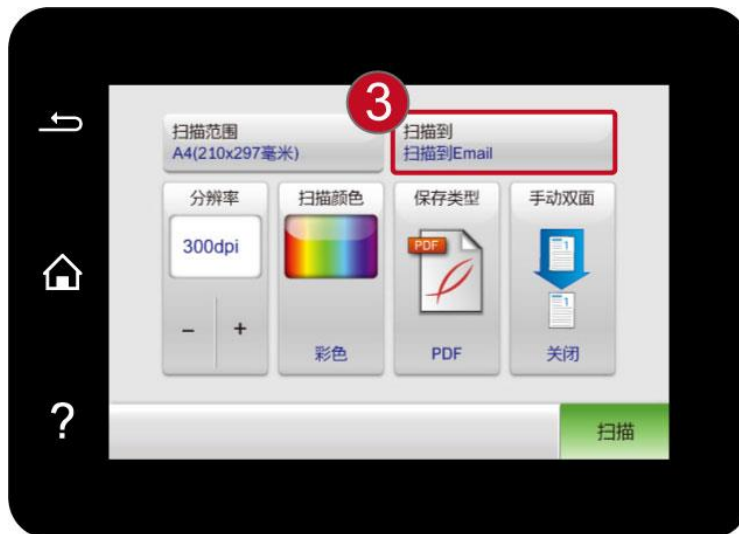 3
扫描范围
A4(210x297毫米)
扫描到
扫描到Email
分辨率
300dpi
- +
扫描颜色
彩色
保存类型
PDF
PDF
手动双面
1
1
关闭
?
扫描